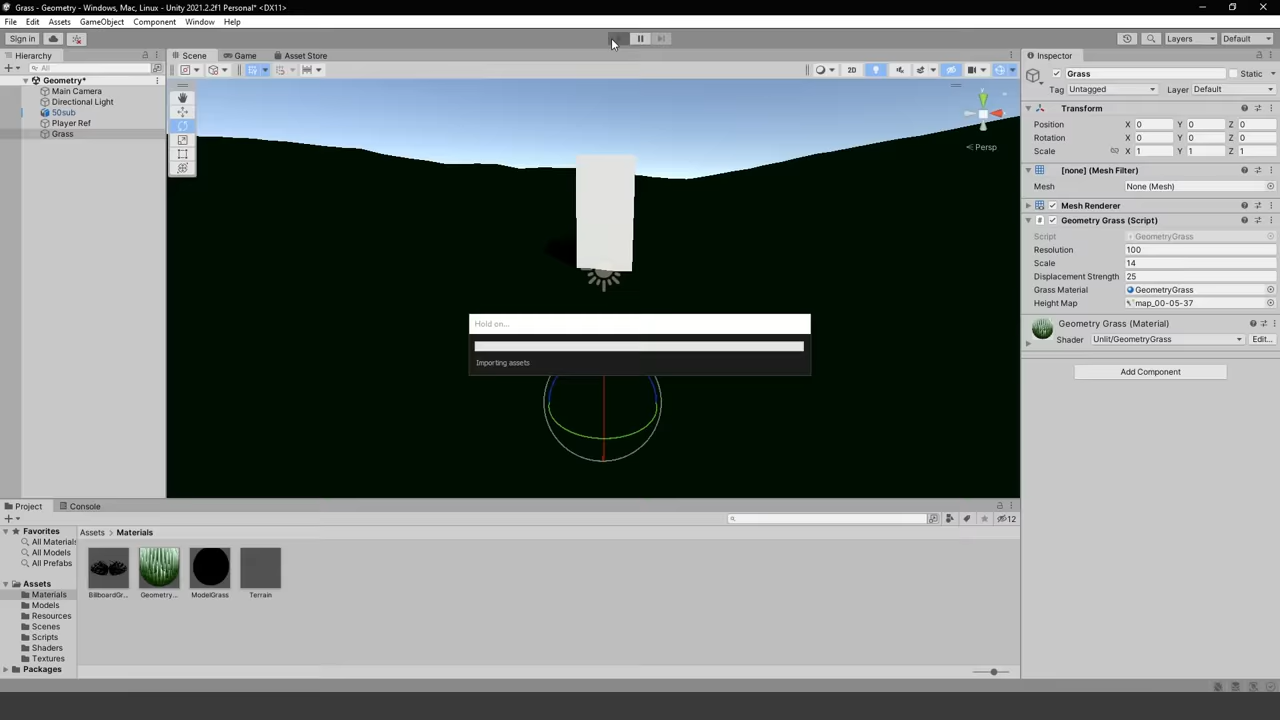 Grass - Geometry - Windows, Mac, Linux - Unity 2021.2.2f1 Personal* <DX11>
File Edit Assets GameObject Component Window Help
Sign in Layers Default
Hierarchy Scene Game Asset Store Inspector
All 2D
Geometry*
Main Camera
Directional Light
50sub
Player Ref
Grass
Persp
Grass Static
Tag Untagged Layer Default
Transform
Position X 0 Y 0 Z 0
Rotation X 0 Y 0 Z 0
Scale X 1 Y 1 Z 1
[none] (Mesh Filter)
Mesh None (Mesh)
Mesh Renderer
Geometry Grass (Script)
Script GeometryGrass
Resolution 100
Scale 14
Displacement Strength 25
Grass Material GeometryGrass
Height Map map_00-05-37
Geometry Grass (Material)
Shader Unlit/GeometryGrass Edit...
Add Component
Hold on...
Importing assets
Project Console
12
Favorites
All Materials
All Models
All Prefabs
Assets
Materials
Models
Resources
Scenes
Scripts
Shaders
Textures
Packages
Assets > Materials
BillboardGr... Geometry... ModelGrass Terrain